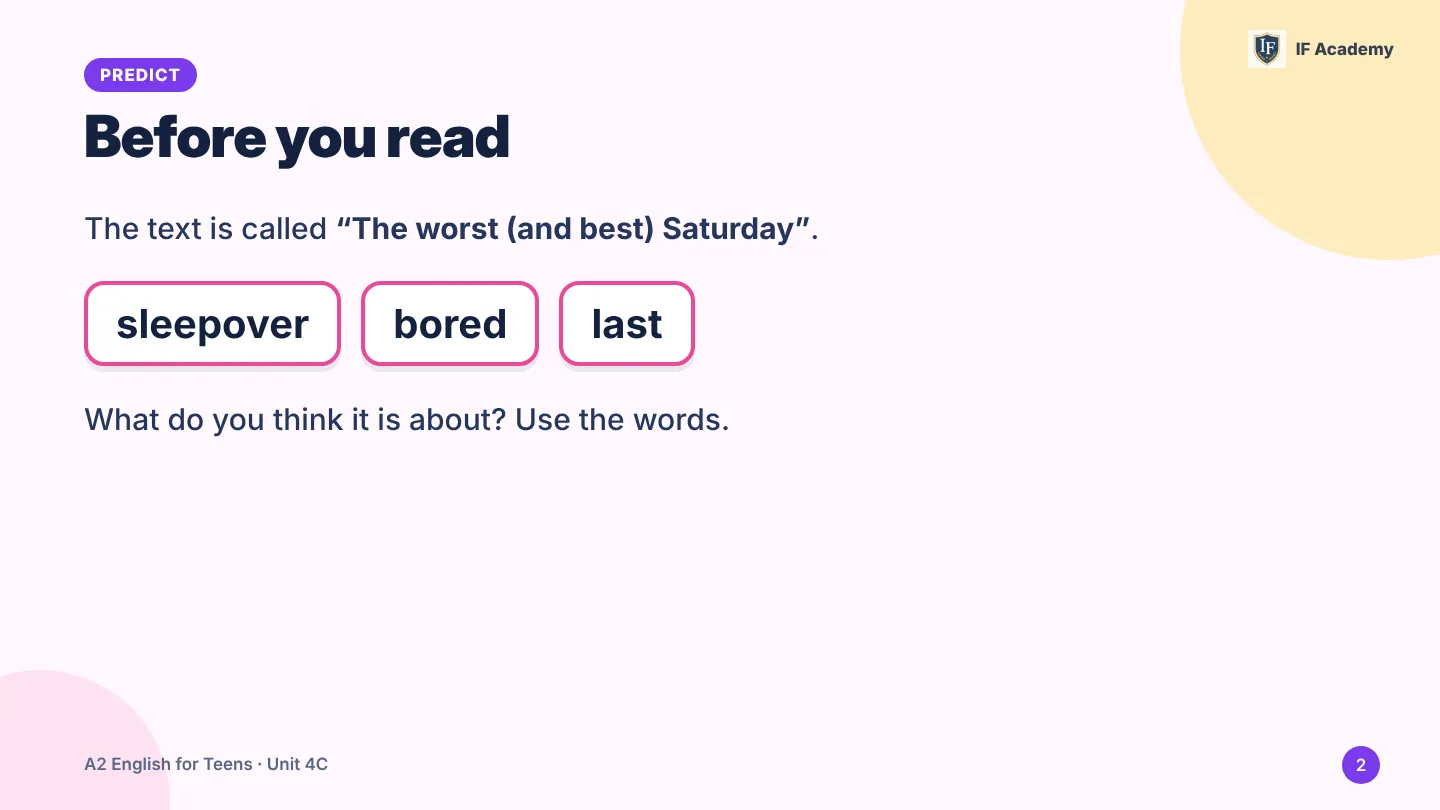 IF IF Academy
PREDICT
Before you read
The text is called “The worst (and best) Saturday”.
sleepover bored last
What do you think it is about? Use the words.
A2 English for Teens · Unit 4C
2